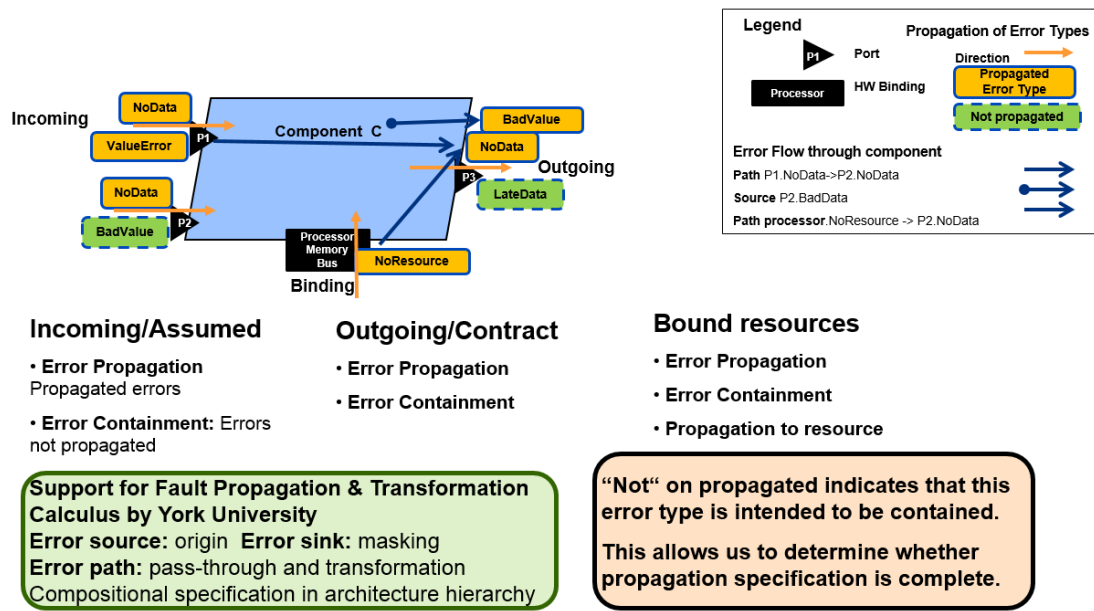 Legend
Propagation of Error Types
P1
Port
Direction
Processor
HW Binding
Propagated
Error Type
Not propagated
Error Flow through component
Path P1.NoData->P2.NoData
Source P2.BadData
Path processor.NoResource -> P2.NoData
Incoming
NoData
ValueError
P1
NoData
BadValue
P2
Component C
BadValue
NoData
Outgoing
P3
LateData
Processor
Memory
Bus
NoResource
Binding
Incoming/Assumed
• Error Propagation
Propagated errors
• Error Containment: Errors
not propagated
Outgoing/Contract
• Error Propagation
• Error Containment
Bound resources
• Error Propagation
• Error Containment
• Propagation to resource
Support for Fault Propagation & Transformation
Calculus by York University
Error source: origin Error sink: masking
Error path: pass-through and transformation
Compositional specification in architecture hierarchy
“Not“ on propagated indicates that this
error type is intended to be contained.
This allows us to determine whether
propagation specification is complete.